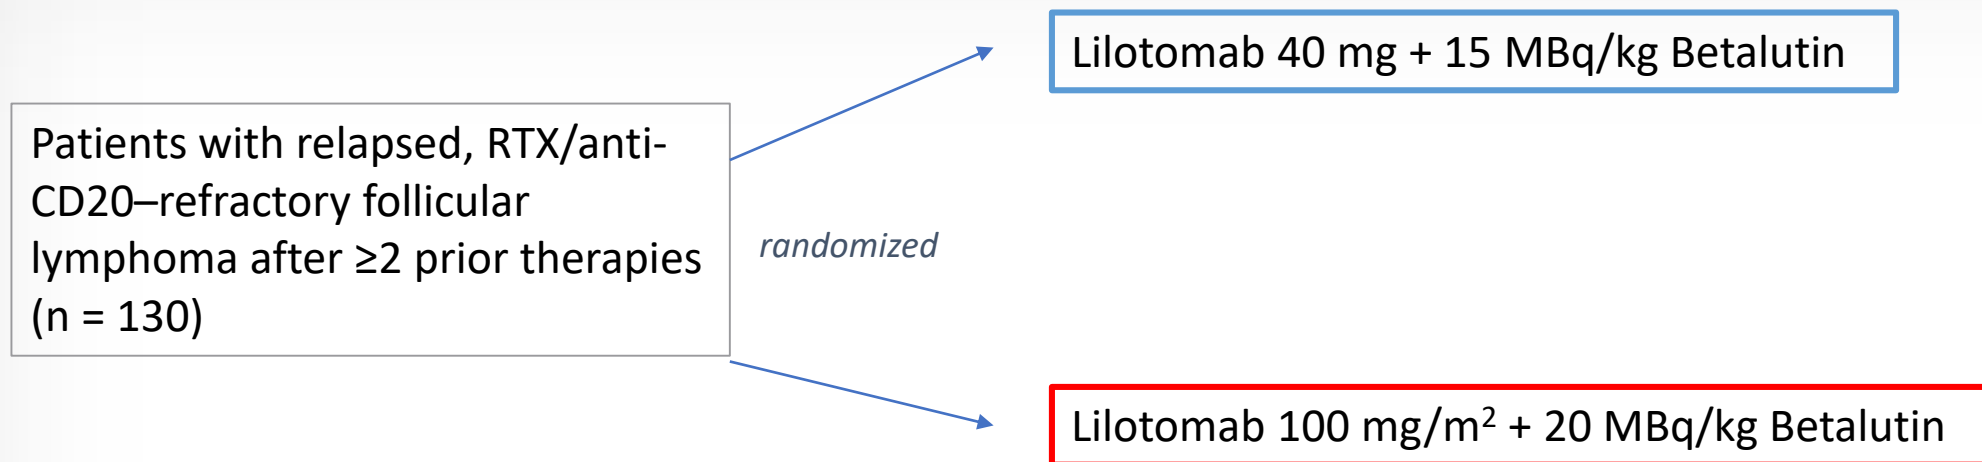 Lilotomab 40 mg + 15 MBq/kg Betalutin
Patients with relapsed, RTX/anti-
CD20–refractory follicular
lymphoma after ≥2 prior therapies
(n = 130)
randomized
Lilotomab 100 mg/m² + 20 MBq/kg Betalutin